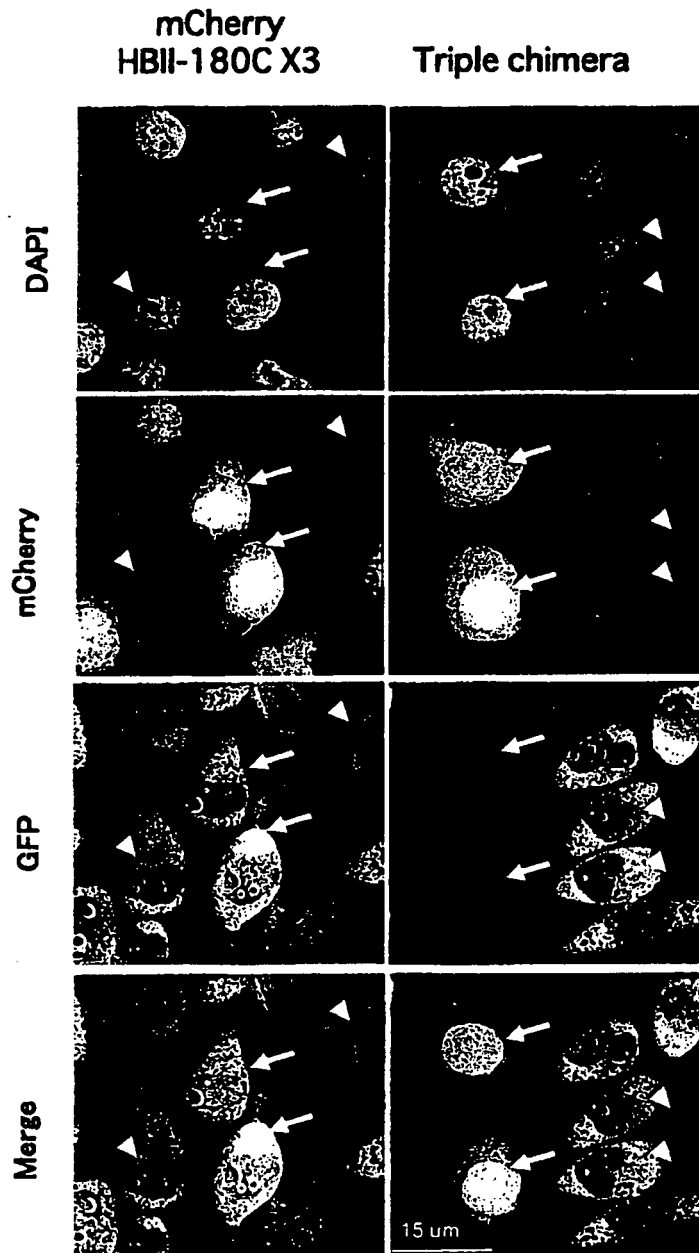 mCherry
HBII-180C X3
Triple chimera
DAPI
mCherry
GFP
Merge
15 um